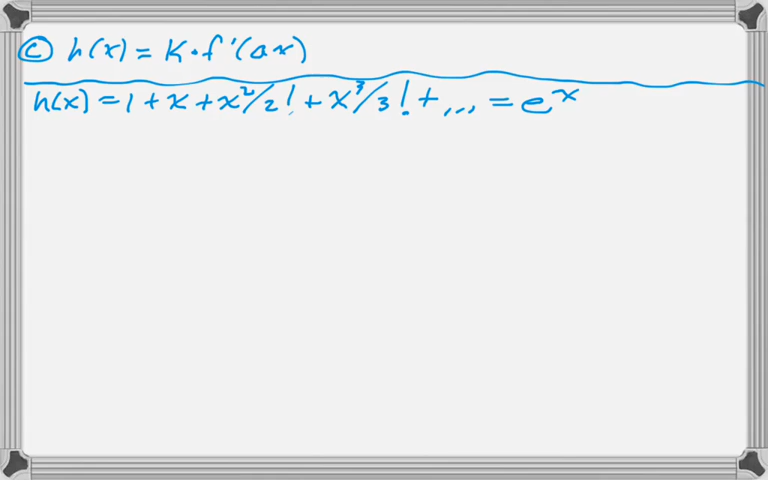 ⓒ h(x) = K·f'(ax)
h(x) = 1 + x + x²/2! + x³/3! + ... = eˣ